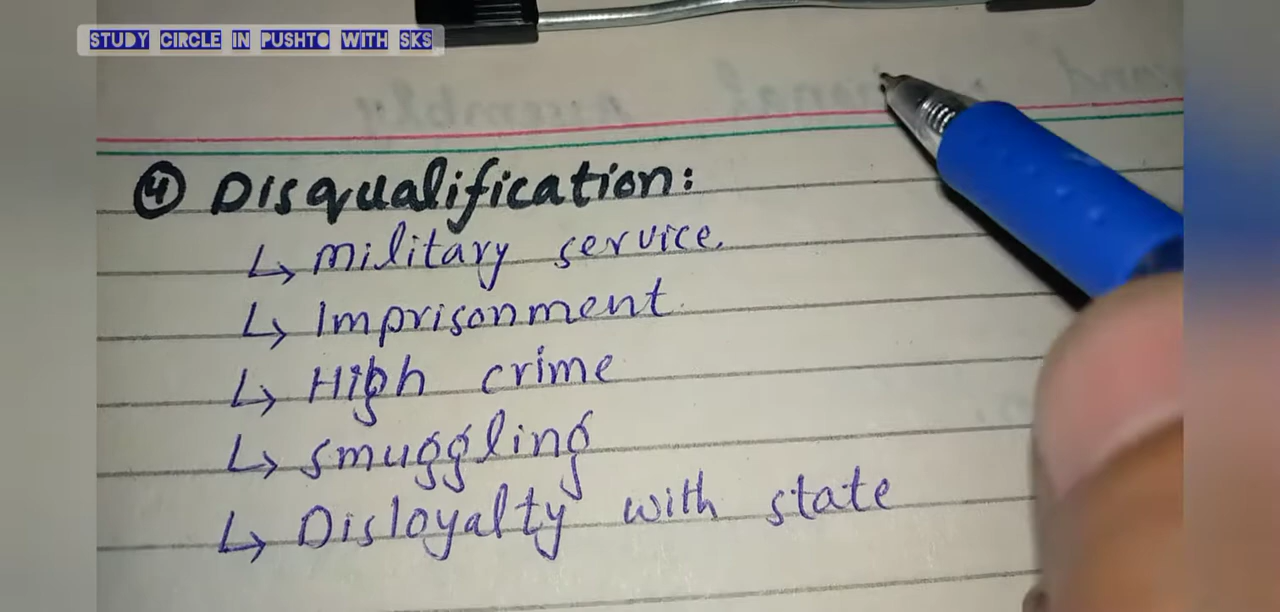 STUDY CIRCLE IN PUSHTO WITH SKS
④ Disqualification:
↳ military service.
↳ Imprisonment.
↳ High crime
↳ smuggling
↳ Disloyalty with state